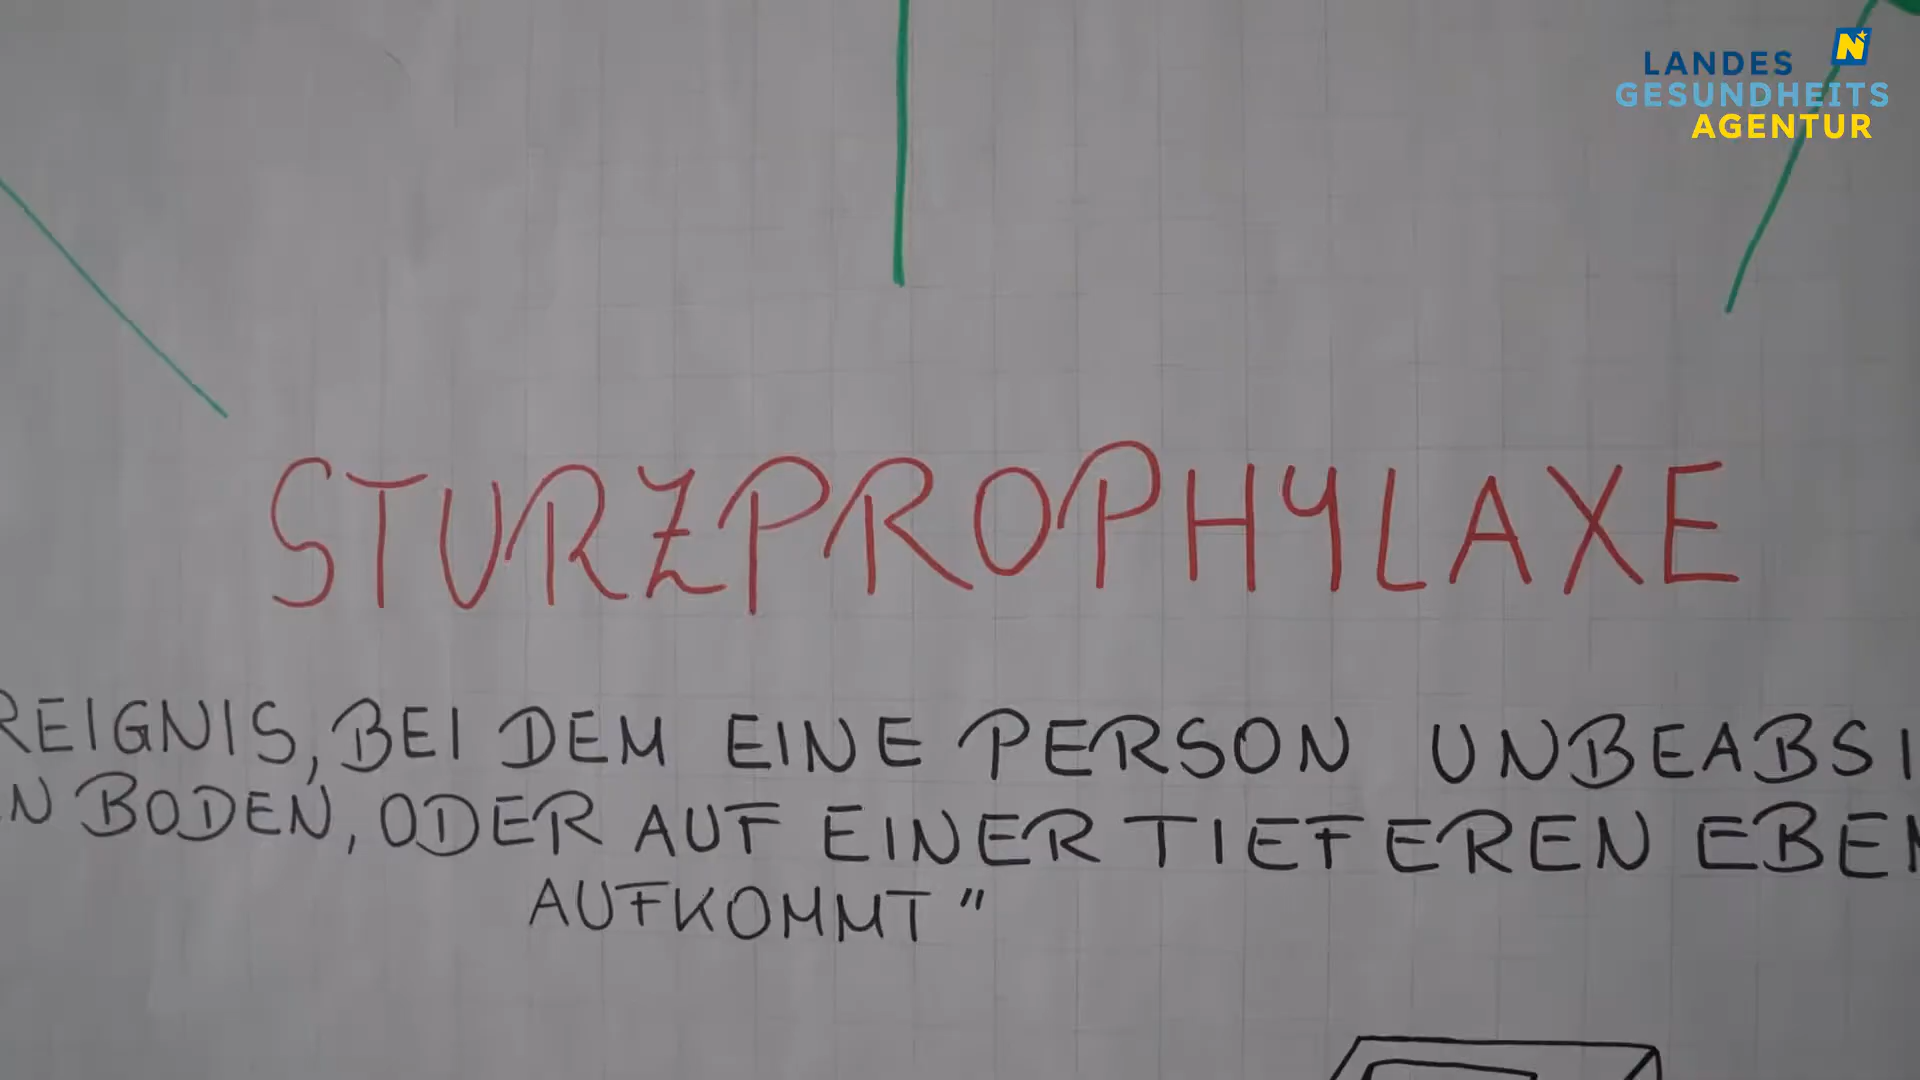 N
LANDES
GESUNDHEITS
AGENTUR
STURZPROPHYLAXE
REIGNIS, BEI DEM EINE PERSON UNBEABSI
N BODEN, ODER AUF EINER TIEFEREN EBEN
AUFKOMMT"